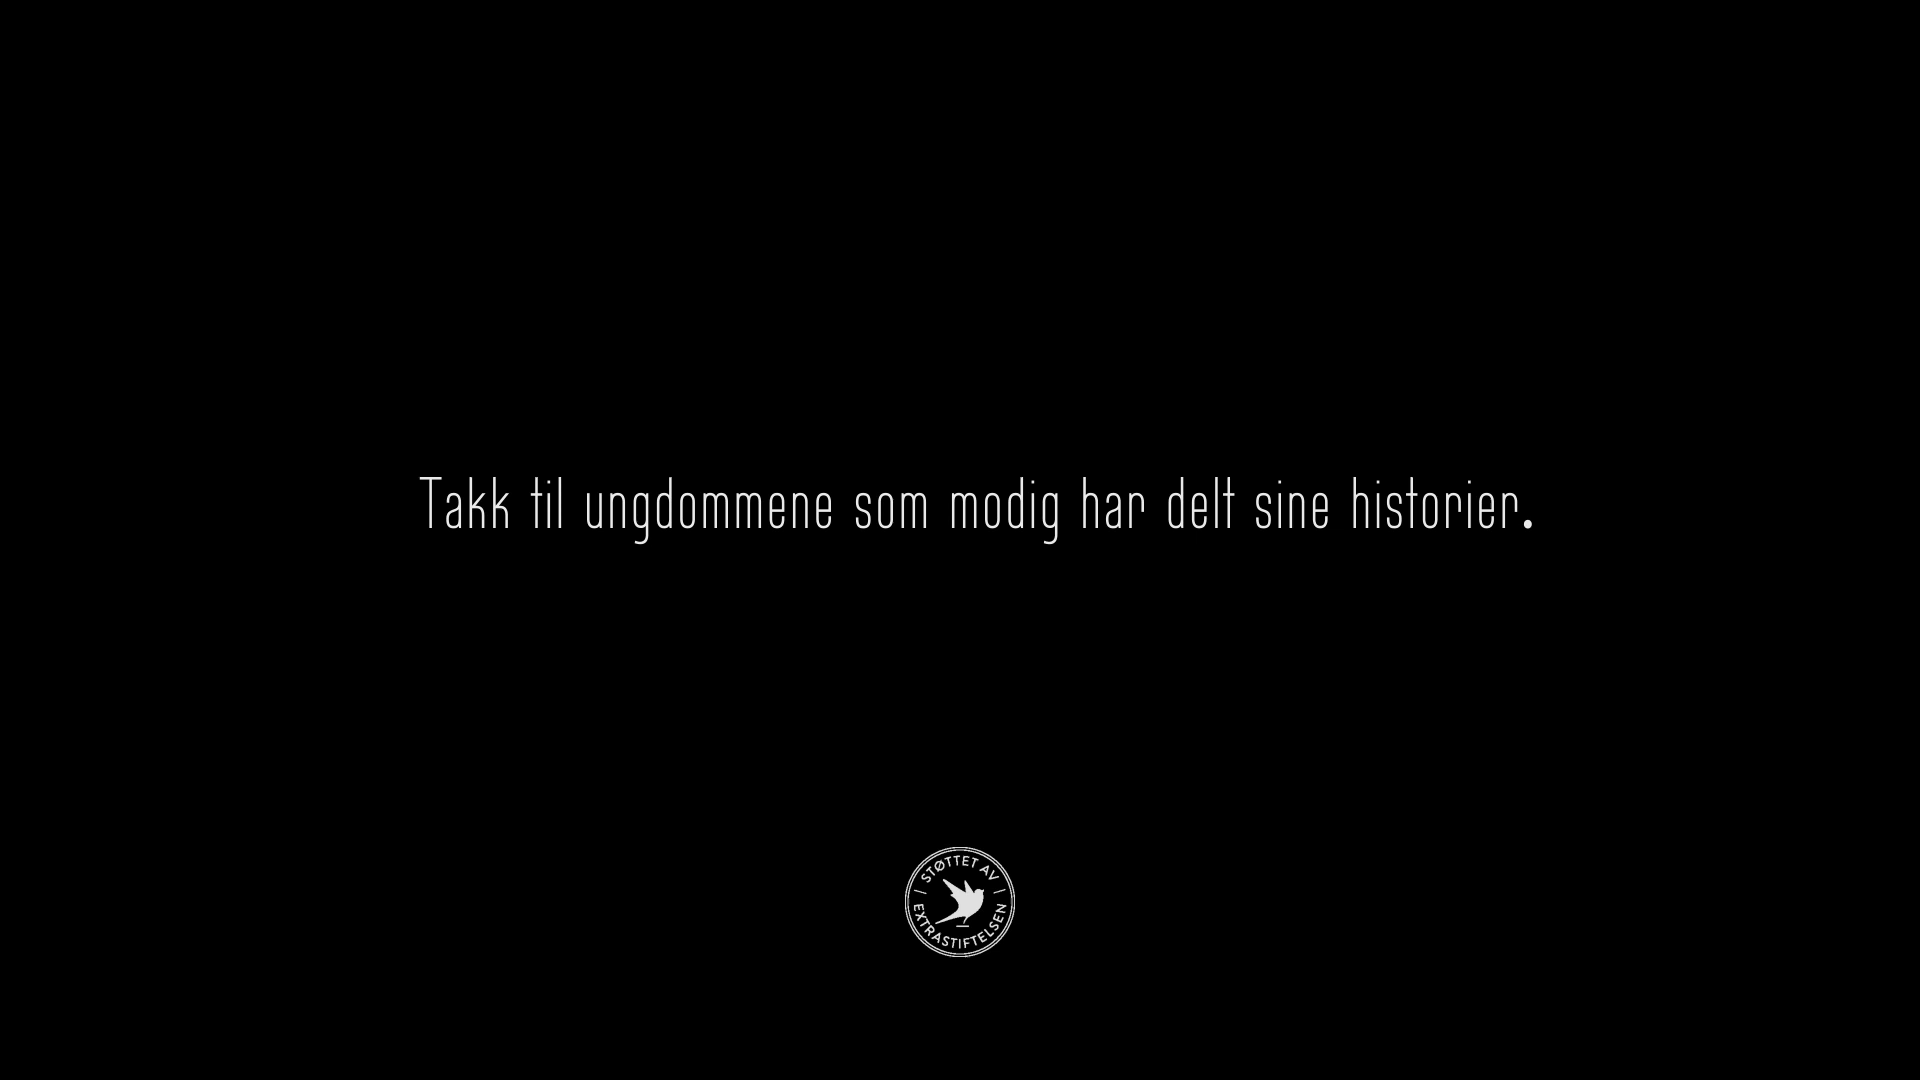 Takk til ungdommene som modig har delt sine historier.
STØTTET AV
EXTRASTIFTELSEN